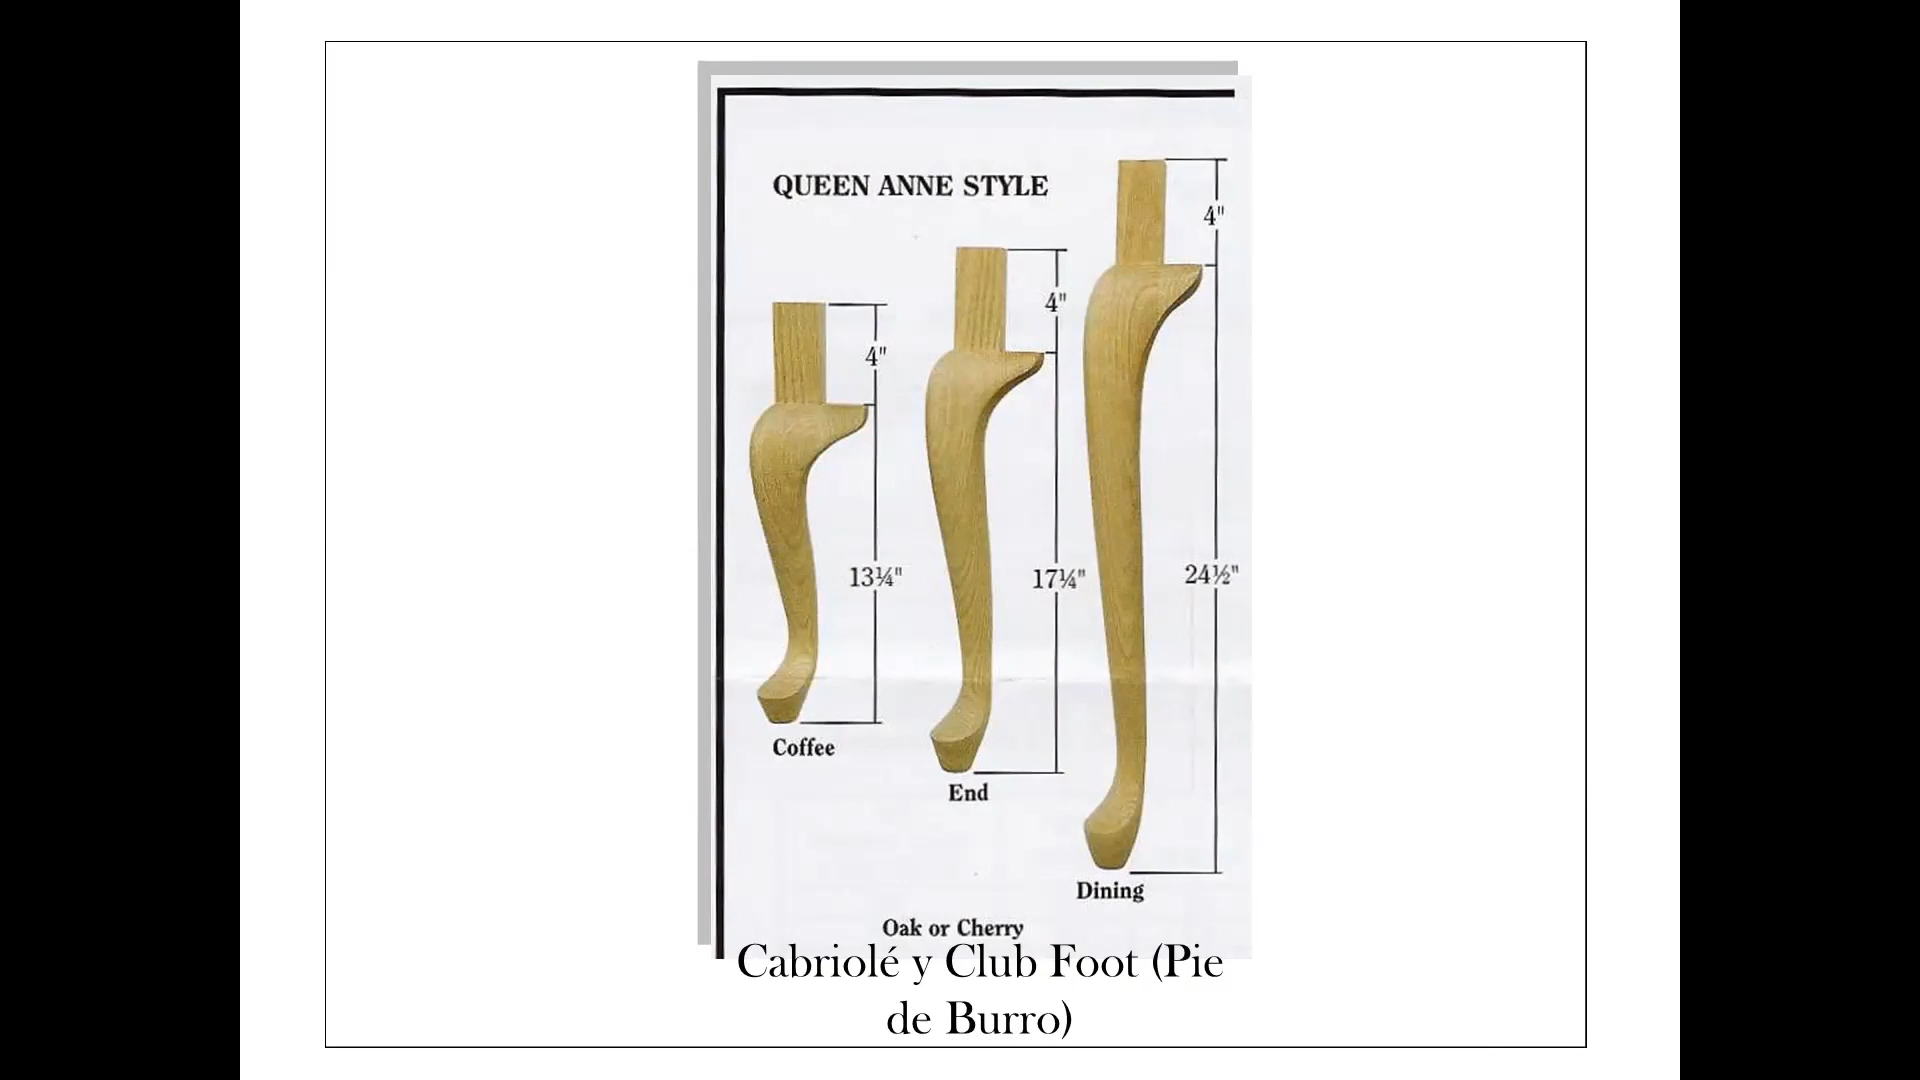 QUEEN ANNE STYLE
4"
4"
4"
13¼"
17¼"
24½"
Coffee
End
Dining
Oak or Cherry
Cabriolé y Club Foot (Pie
de Burro)